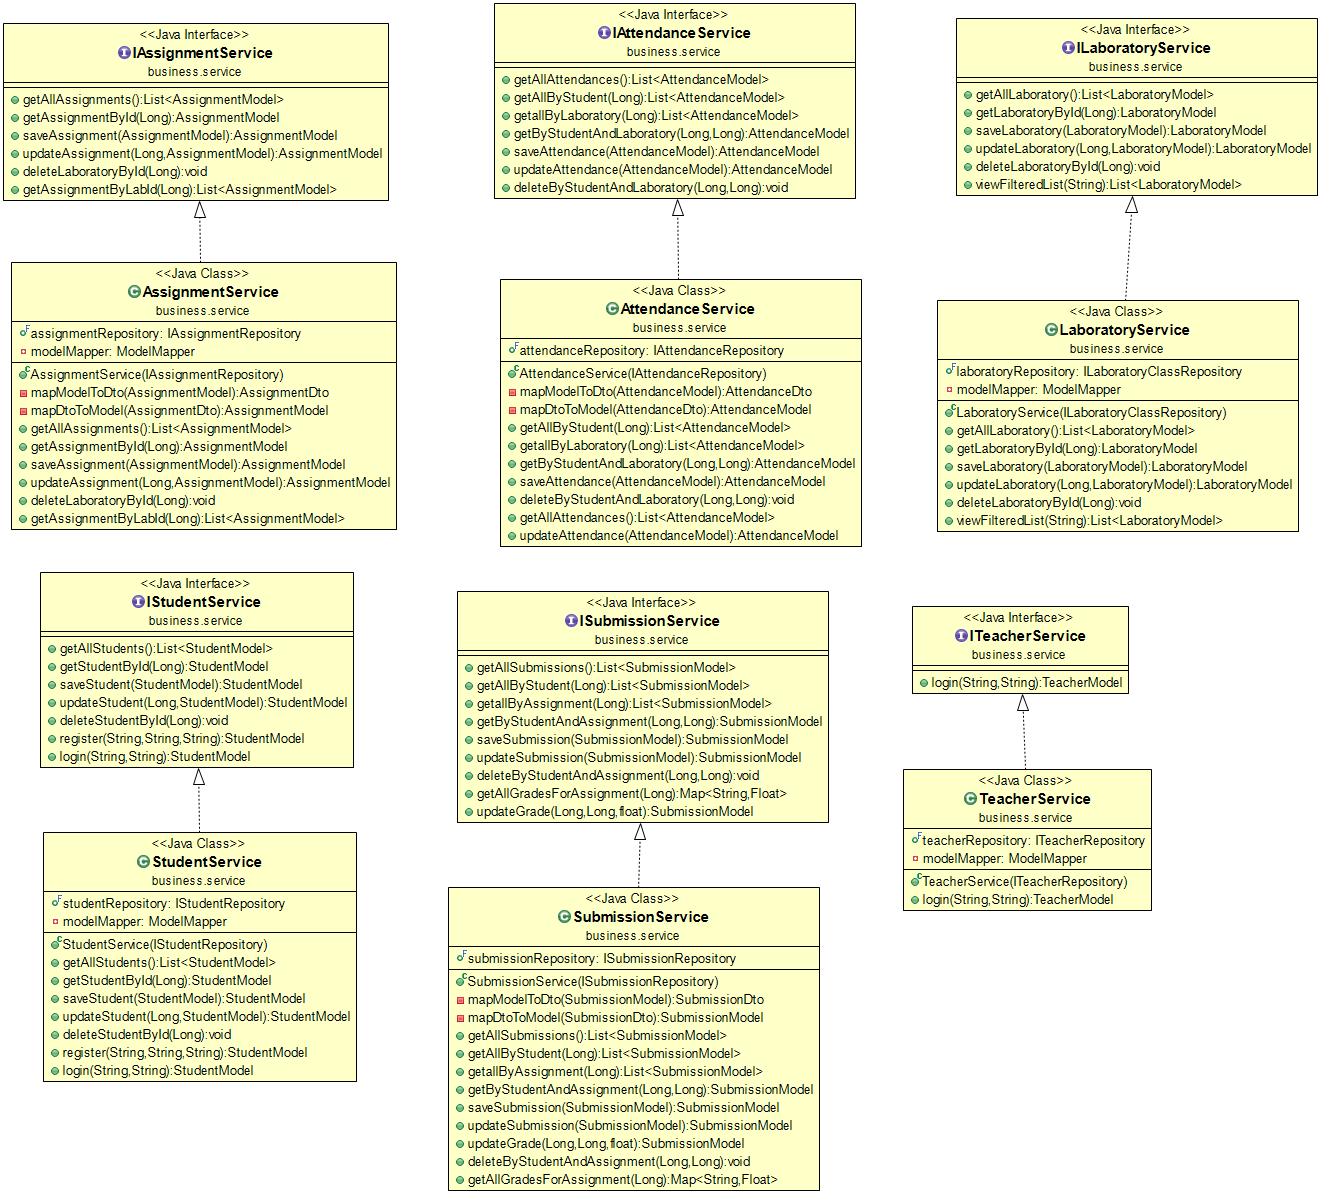 <<Java Interface>>
IAssignmentService
business.service
getAllAssignments():List<AssignmentModel>
getAssignmentById(Long):AssignmentModel
saveAssignment(AssignmentModel):AssignmentModel
updateAssignment(Long,AssignmentModel):AssignmentModel
deleteLaboratoryById(Long):void
getAssignmentByLabId(Long):List<AssignmentModel>
<<Java Interface>>
IAttendanceService
business.service
getAllAttendances():List<AttendanceModel>
getAllByStudent(Long):List<AttendanceModel>
getallByLaboratory(Long):List<AttendanceModel>
getByStudentAndLaboratory(Long,Long):AttendanceModel
saveAttendance(AttendanceModel):AttendanceModel
updateAttendance(AttendanceModel):AttendanceModel
deleteByStudentAndLaboratory(Long,Long):void
<<Java Interface>>
ILaboratoryService
business.service
getAllLaboratory():List<LaboratoryModel>
getLaboratoryById(Long):LaboratoryModel
saveLaboratory(LaboratoryModel):LaboratoryModel
updateLaboratory(Long,LaboratoryModel):LaboratoryModel
deleteLaboratoryById(Long):void
viewFilteredList(String):List<LaboratoryModel>
<<Java Class>>
AssignmentService
business.service
assignmentRepository: IAssignmentRepository
modelMapper: ModelMapper
AssignmentService(IAssignmentRepository)
mapModelToDto(AssignmentModel):AssignmentDto
mapDtoToModel(AssignmentDto):AssignmentModel
getAllAssignments():List<AssignmentModel>
getAssignmentById(Long):AssignmentModel
saveAssignment(AssignmentModel):AssignmentModel
updateAssignment(Long,AssignmentModel):AssignmentModel
deleteLaboratoryById(Long):void
getAssignmentByLabId(Long):List<AssignmentModel>
<<Java Class>>
AttendanceService
business.service
attendanceRepository: IAttendanceRepository
AttendanceService(IAttendanceRepository)
mapModelToDto(AttendanceModel):AttendanceDto
mapDtoToModel(AttendanceDto):AttendanceModel
getAllByStudent(Long):List<AttendanceModel>
getallByLaboratory(Long):List<AttendanceModel>
getByStudentAndLaboratory(Long,Long):AttendanceModel
saveAttendance(AttendanceModel):AttendanceModel
deleteByStudentAndLaboratory(Long,Long):void
getAllAttendances():List<AttendanceModel>
updateAttendance(AttendanceModel):AttendanceModel
<<Java Class>>
LaboratoryService
business.service
laboratoryRepository: ILaboratoryClassRepository
modelMapper: ModelMapper
LaboratoryService(ILaboratoryClassRepository)
getAllLaboratory():List<LaboratoryModel>
getLaboratoryById(Long):LaboratoryModel
saveLaboratory(LaboratoryModel):LaboratoryModel
updateLaboratory(Long,LaboratoryModel):LaboratoryModel
deleteLaboratoryById(Long):void
viewFilteredList(String):List<LaboratoryModel>
<<Java Interface>>
IStudentService
business.service
getAllStudents():List<StudentModel>
getStudentById(Long):StudentModel
saveStudent(StudentModel):StudentModel
updateStudent(Long,StudentModel):StudentModel
deleteStudentById(Long):void
register(String,String,String):StudentModel
login(String,String):StudentModel
<<Java Interface>>
ISubmissionService
business.service
getAllSubmissions():List<SubmissionModel>
getAllByStudent(Long):List<SubmissionModel>
getallByAssignment(Long):List<SubmissionModel>
getByStudentAndAssignment(Long,Long):SubmissionModel
saveSubmission(SubmissionModel):SubmissionModel
updateSubmission(SubmissionModel):SubmissionModel
deleteByStudentAndAssignment(Long,Long):void
getAllGradesForAssignment(Long):Map<String,Float>
updateGrade(Long,Long,float):SubmissionModel
<<Java Interface>>
ITeacherService
business.service
login(String,String):TeacherModel
<<Java Class>>
TeacherService
business.service
teacherRepository: ITeacherRepository
modelMapper: ModelMapper
TeacherService(ITeacherRepository)
login(String,String):TeacherModel
<<Java Class>>
StudentService
business.service
studentRepository: IStudentRepository
modelMapper: ModelMapper
StudentService(IStudentRepository)
getAllStudents():List<StudentModel>
getStudentById(Long):StudentModel
saveStudent(StudentModel):StudentModel
updateStudent(Long,StudentModel):StudentModel
deleteStudentById(Long):void
register(String,String,String):StudentModel
login(String,String):StudentModel
<<Java Class>>
SubmissionService
business.service
submissionRepository: ISubmissionRepository
SubmissionService(ISubmissionRepository)
mapModelToDto(SubmissionModel):SubmissionDto
mapDtoToModel(SubmissionDto):SubmissionModel
getAllSubmissions():List<SubmissionModel>
getAllByStudent(Long):List<SubmissionModel>
getallByAssignment(Long):List<SubmissionModel>
getByStudentAndAssignment(Long,Long):SubmissionModel
saveSubmission(SubmissionModel):SubmissionModel
updateSubmission(SubmissionModel):SubmissionModel
updateGrade(Long,Long,float):SubmissionModel
deleteByStudentAndAssignment(Long,Long):void
getAllGradesForAssignment(Long):Map<String,Float>